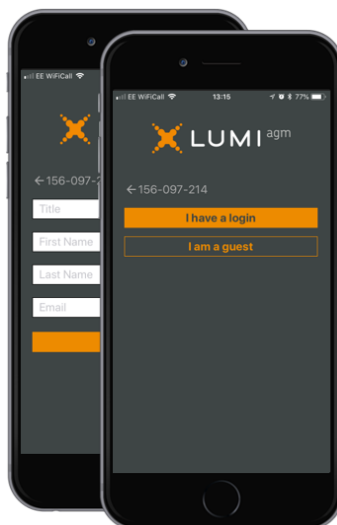 EE WiFiCall
156-097-2
Title
First Name
Last Name
Email
EE WiFiCall 13:15 77%
LUMI agm
156-097-214
I have a login
I am a guest